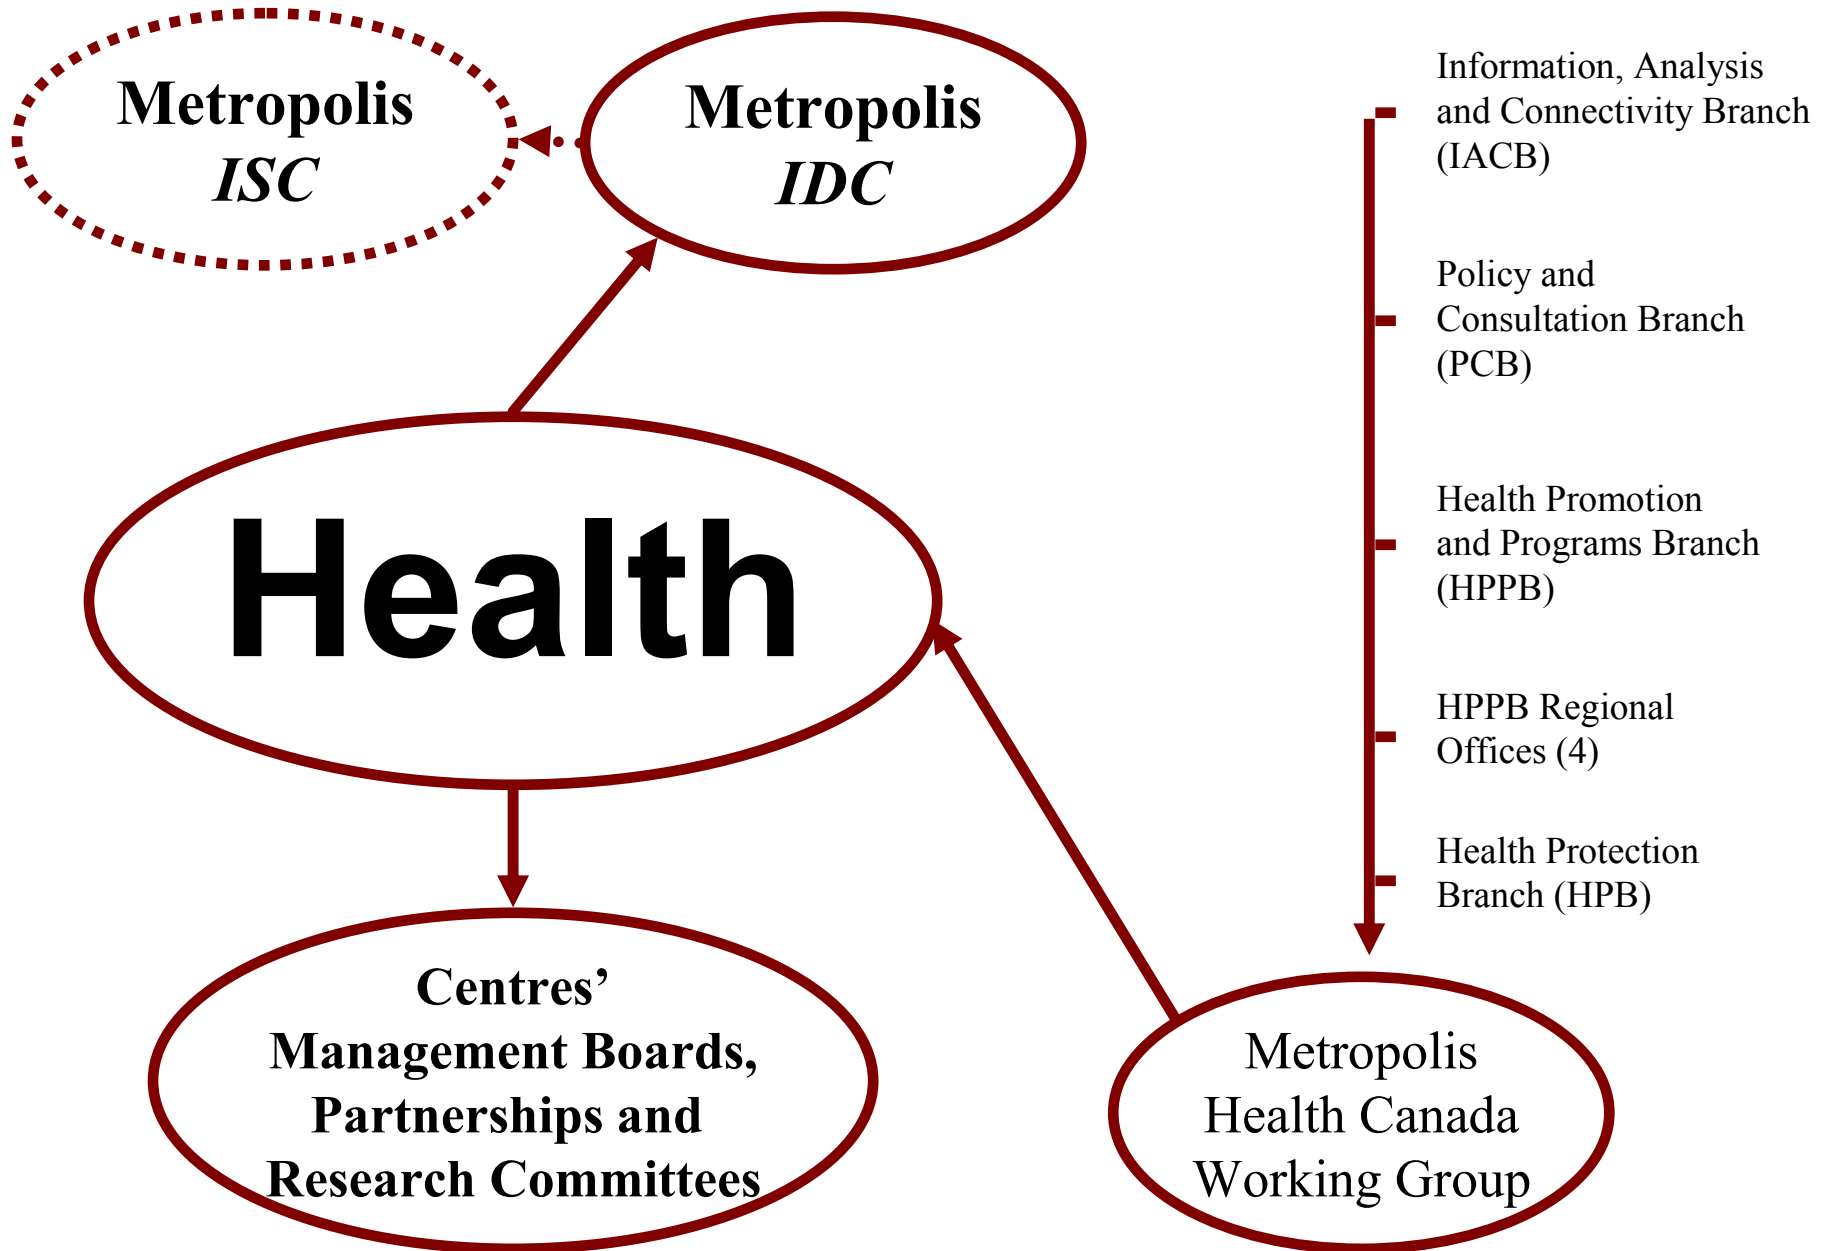 Metropolis
ISC
Metropolis
IDC
Information, Analysis
and Connectivity Branch
(IACB)
Policy and
Consultation Branch
(PCB)
Health Promotion
and Programs Branch
(HPPB)
HPPB Regional
Offices (4)
Health Protection
Branch (HPB)
Health
Centres’
Management Boards,
Partnerships and
Research Committees
Metropolis
Health Canada
Working Group